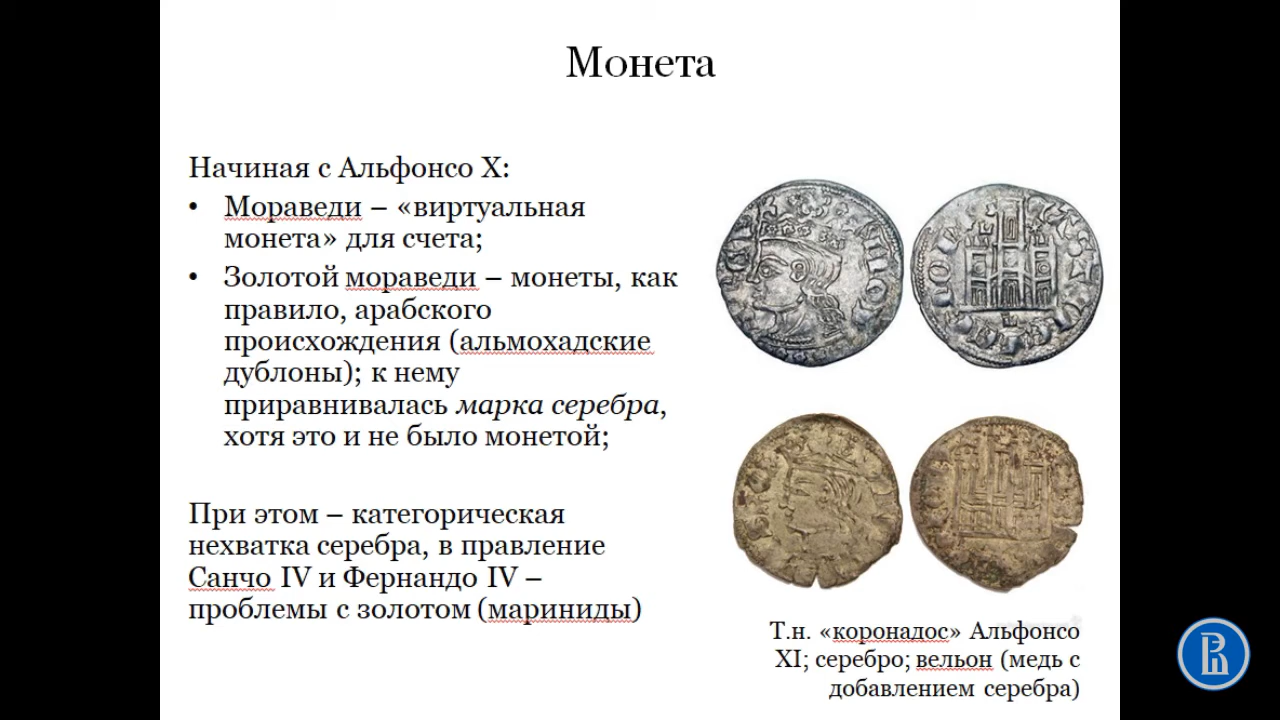 Монета
Начиная с Альфонсо X:
• Мораведи – «виртуальная
монета» для счета;
• Золотой мораведи – монеты, как
правило, арабского
происхождения (альмохадские
дублоны); к нему
приравнивалась марка серебра,
хотя это и не было монетой;
При этом – категорическая
нехватка серебра, в правление
Санчо IV и Фернандо IV –
проблемы с золотом (мариниды)
Т.н. «коронадос» Альфонсо
XI; серебро; вельон (медь с
добавлением серебра)